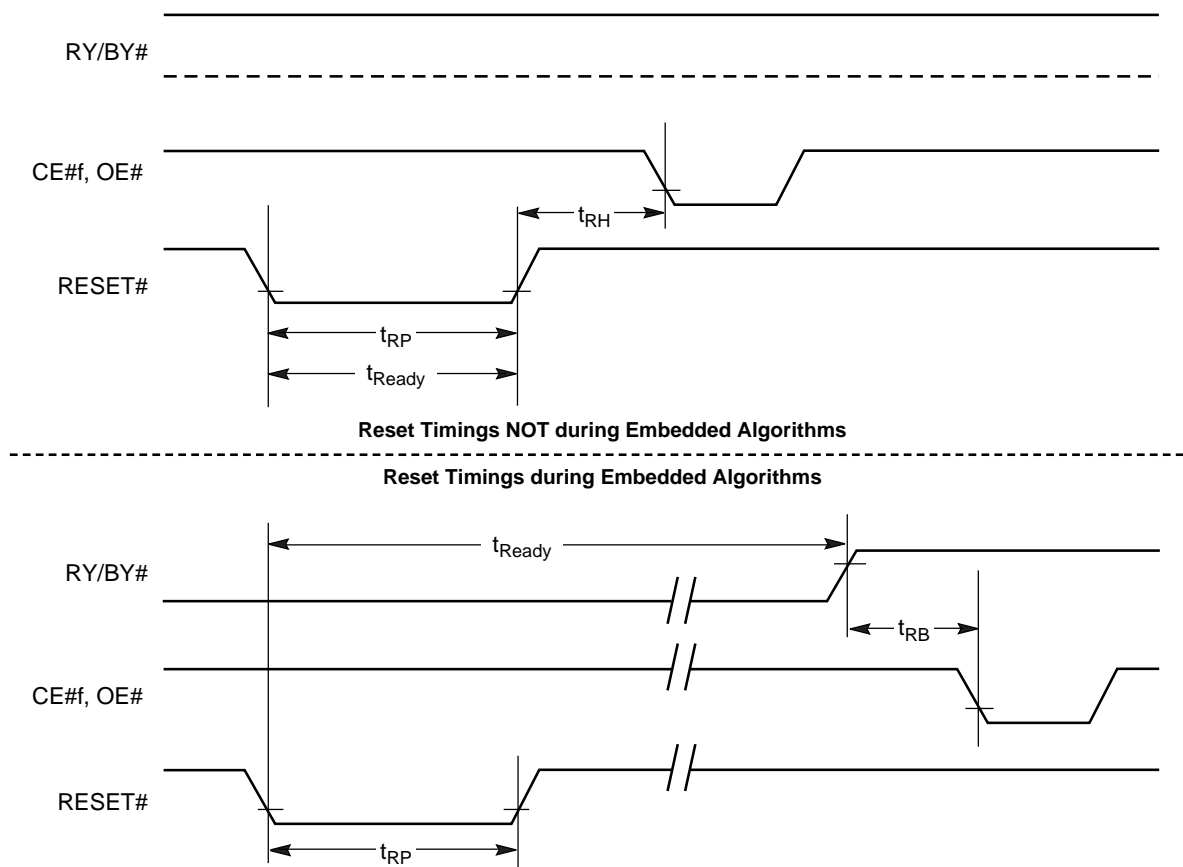 RY/BY#
CE#f, OE#
tRH
RESET#
tRP
tReady
Reset Timings NOT during Embedded Algorithms
Reset Timings during Embedded Algorithms
tReady
RY/BY#
tRB
CE#f, OE#
RESET#
tRP